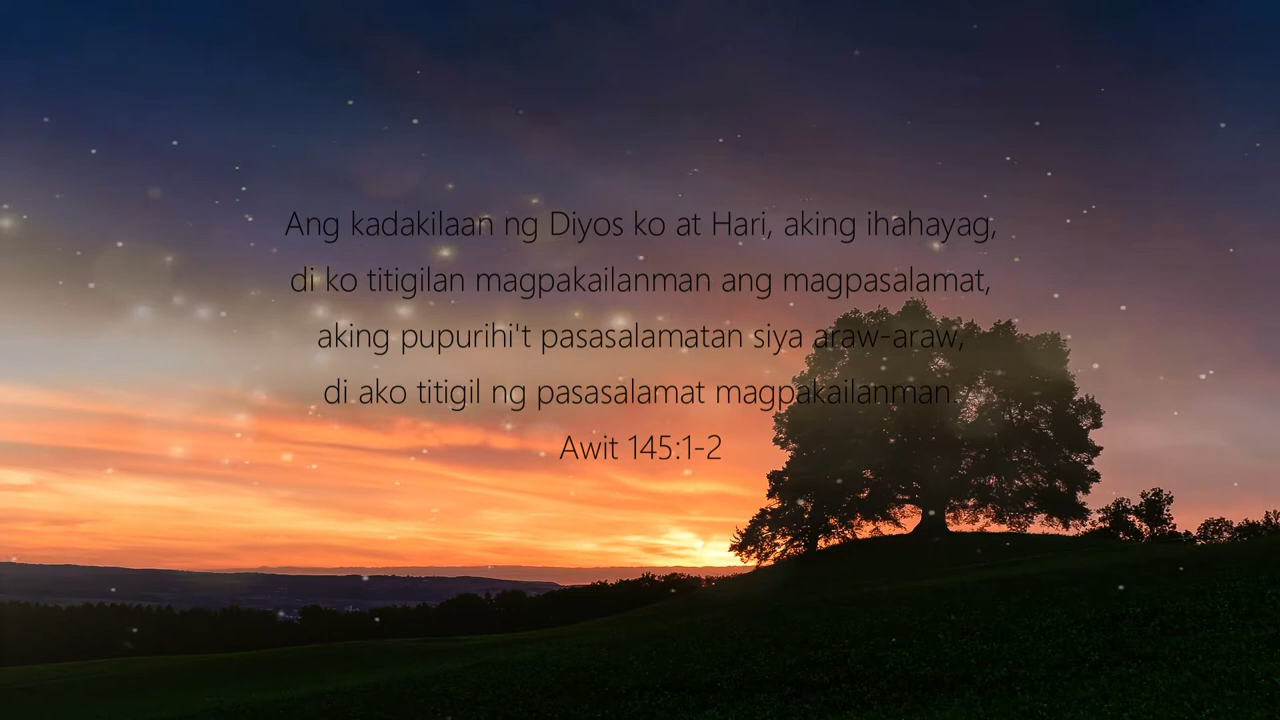 Ang kadakilaan ng Diyos ko at Hari, aking ihahayag,
di ko titigilan magpakailanman ang magpasalamat,
aking pupurihi't pasasalamatan siya araw-araw,
di ako titigil ng pasasalamat magpakailanman.
Awit 145:1-2